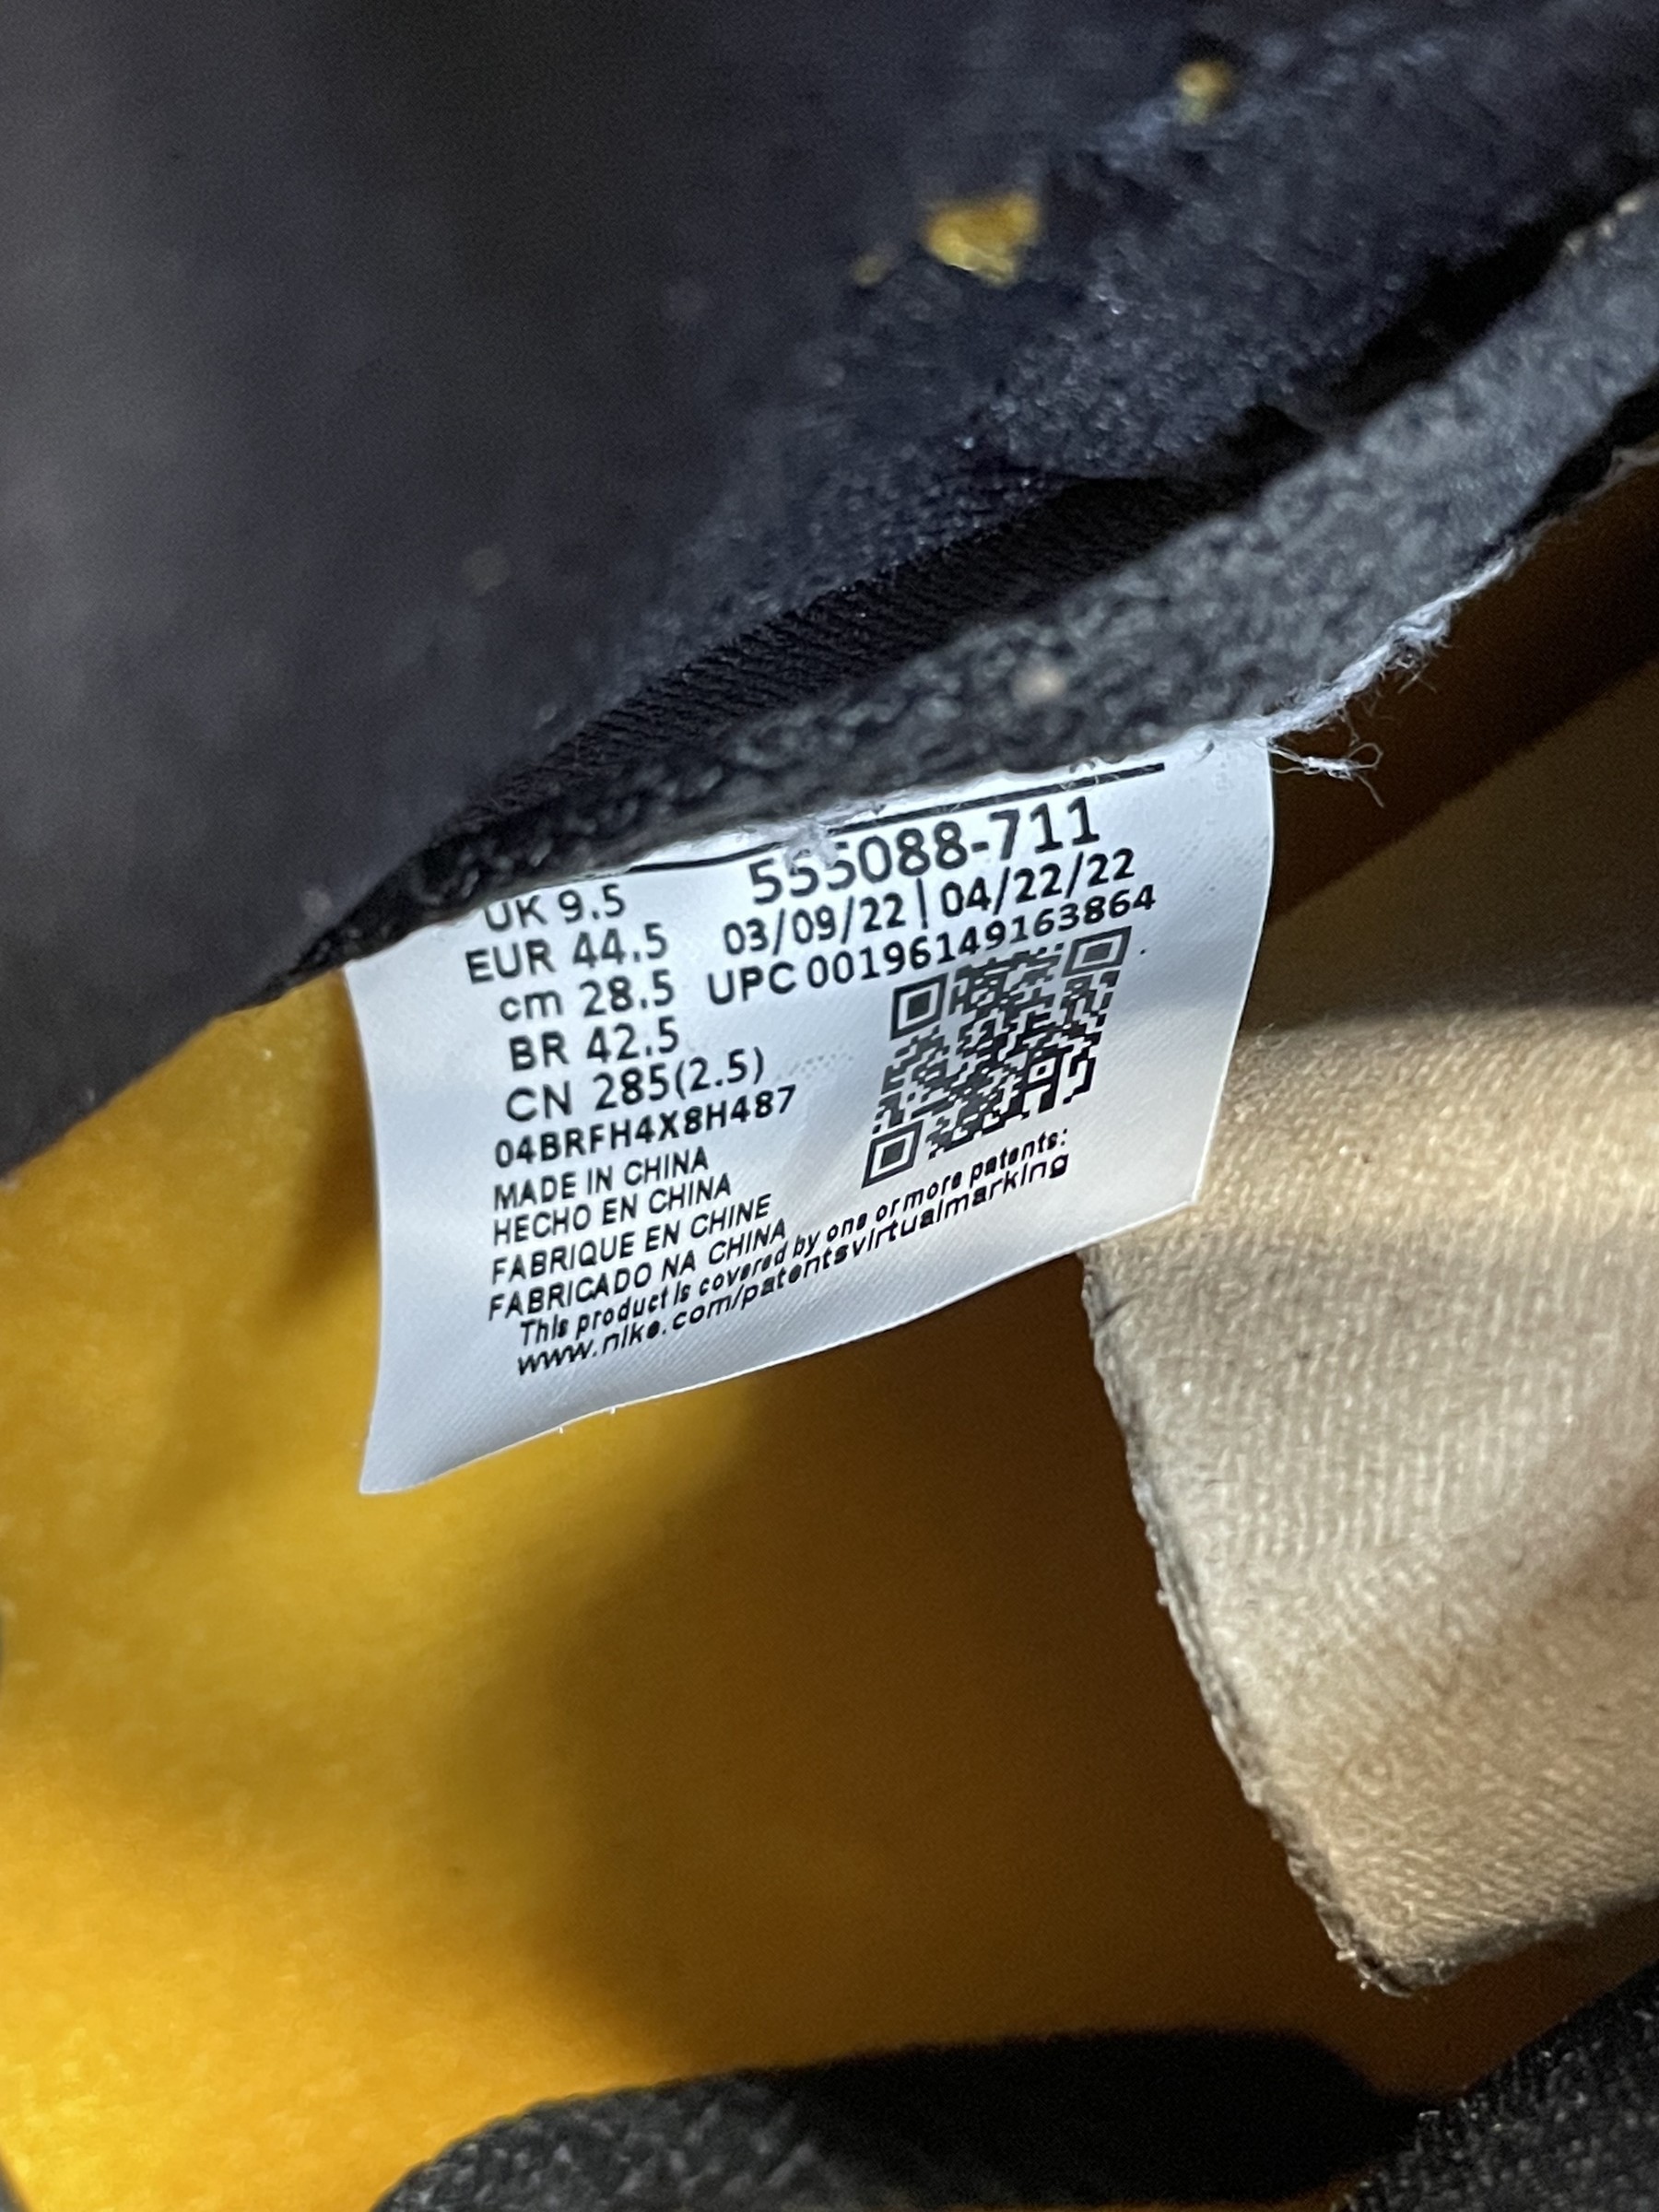 555088-711
UK 9.5
03/09/22 | 04/22/22
EUR 44.5
UPC 00196149163864
cm 28.5
BR 42.5
CN 285(2.5)
04BRFH4X8H487
MADE IN CHINA
HECHO EN CHINA
FABRIQUE EN CHINE
FABRICADO NA CHINA
This product is covered by one or more patents:
www.nike.com/patentsvirtualmarking